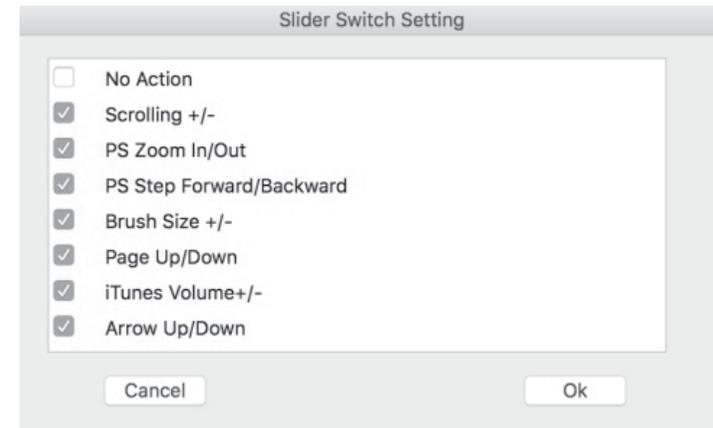 Slider Switch Setting
No Action
Scrolling +/-
PS Zoom In/Out
PS Step Forward/Backward
Brush Size +/-
Page Up/Down
iTunes Volume+/-
Arrow Up/Down
Cancel
Ok